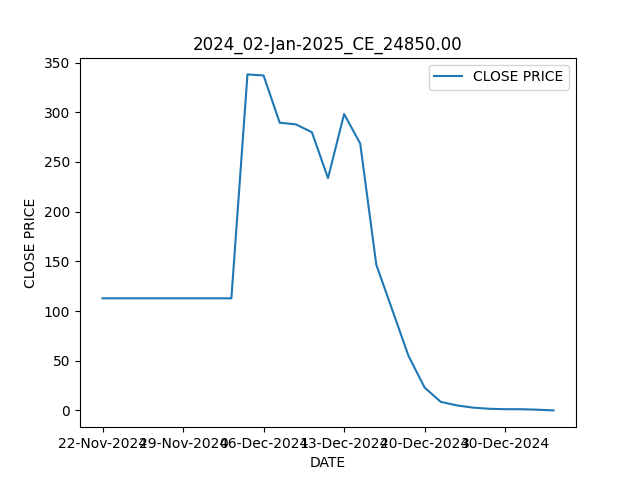 2024_02-Jan-2025_CE_24850.00
CLOSE PRICE
350
300
250
200
150
100
50
0
CLOSE PRICE
22-Nov-2024 29-Nov-2024 06-Dec-2024 13-Dec-2024 20-Dec-2024 30-Dec-2024
DATE